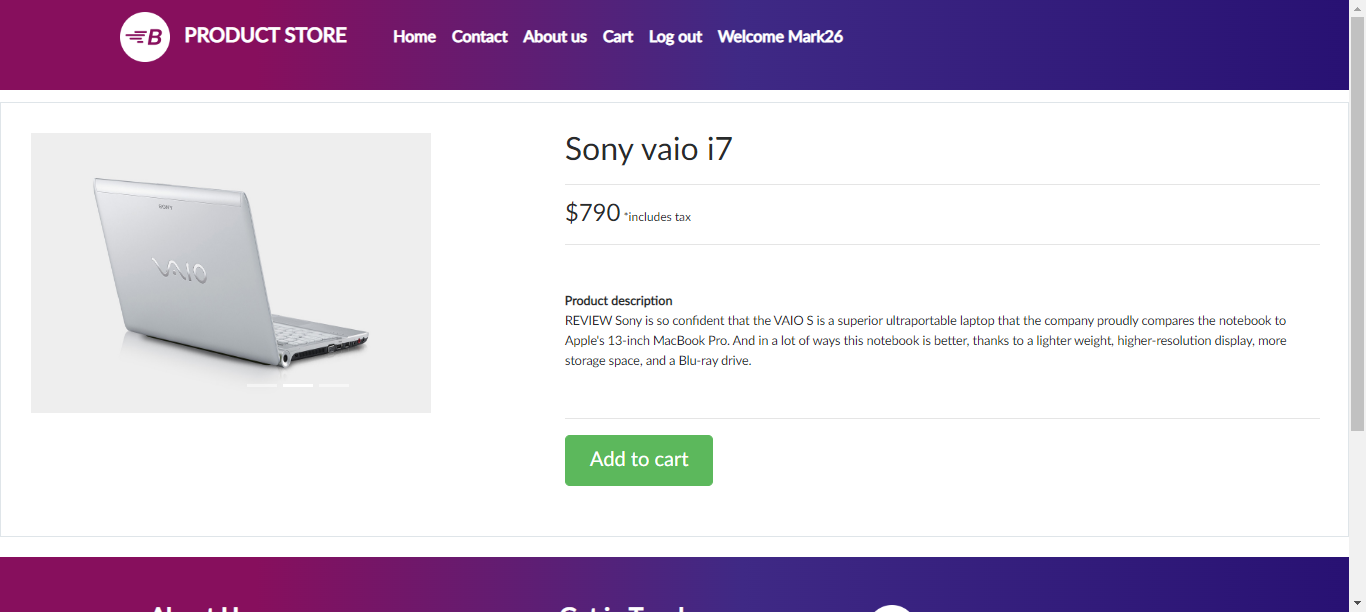 B PRODUCT STORE Home Contact About us Cart Log out Welcome Mark26
Sony vaio i7
$790 *includes tax
SONY
VAIO
Product description
REVIEW Sony is so confident that the VAIO S is a superior ultraportable laptop that the company proudly compares the notebook to
Apple's 13-inch MacBook Pro. And in a lot of ways this notebook is better, thanks to a lighter weight, higher-resolution display, more
storage space, and a Blu-ray drive.
Add to cart